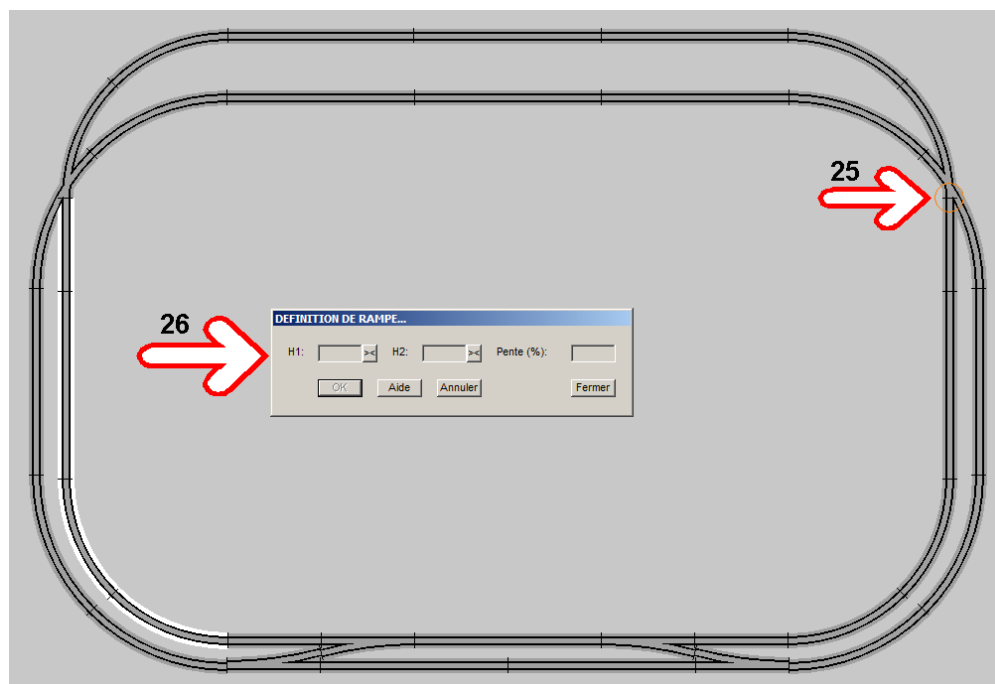 25
26
DEFINITION DE RAMPE...
H1: >< H2: >< Pente (%):
OK Aide Annuler Fermer